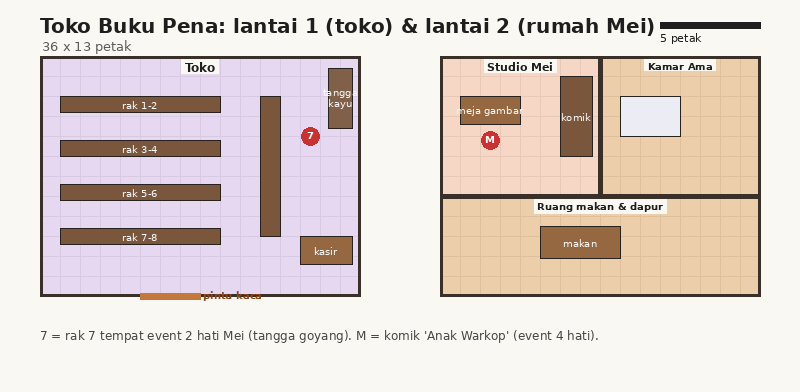 Toko Buku Pena: lantai 1 (toko) & lantai 2 (rumah Mei)
5 petak
36 x 13 petak
Toko
Studio Mei
Kamar Ama
tangga
kayu
rak 1-2
meja gambar
komik
7
M
rak 3-4
rak 5-6
Ruang makan & dapur
rak 7-8
kasir
makan
pintu kaca
7 = rak 7 tempat event 2 hati Mei (tangga goyang). M = komik 'Anak Warkop' (event 4 hati).